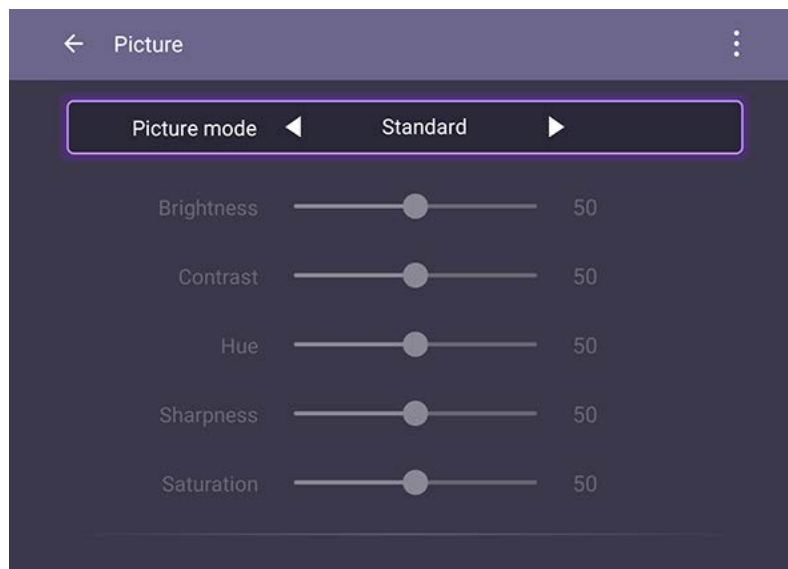 Picture
Picture mode Standard
Brightness 50
Contrast 50
Hue 50
Sharpness 50
Saturation 50